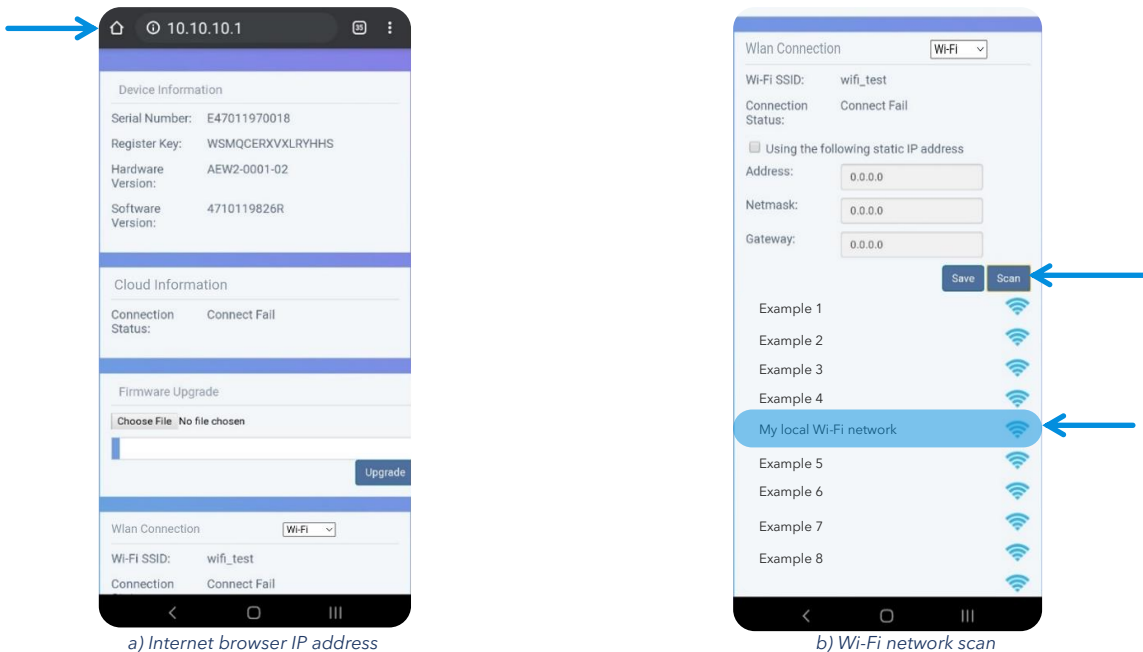 10.10.10.1
35
Device Information
Serial Number: E47011970018
Register Key: WSMQCERXVXLRYHHS
Hardware Version: AEW2-0001-02
Software Version: 4710119826R
Cloud Information
Connection Status: Connect Fail
Firmware Upgrade
Choose File No file chosen
Upgrade
Wlan Connection Wi-Fi
Wi-Fi SSID: wifi_test
Connection Connect Fail
a) Internet browser IP address
Wlan Connection Wi-Fi
Wi-Fi SSID: wifi_test
Connection Status: Connect Fail
Using the following static IP address
Address: 0.0.0.0
Netmask: 0.0.0.0
Gateway: 0.0.0.0
Save Scan
Example 1
Example 2
Example 3
Example 4
My local Wi-Fi network
Example 5
Example 6
Example 7
Example 8
b) Wi-Fi network scan